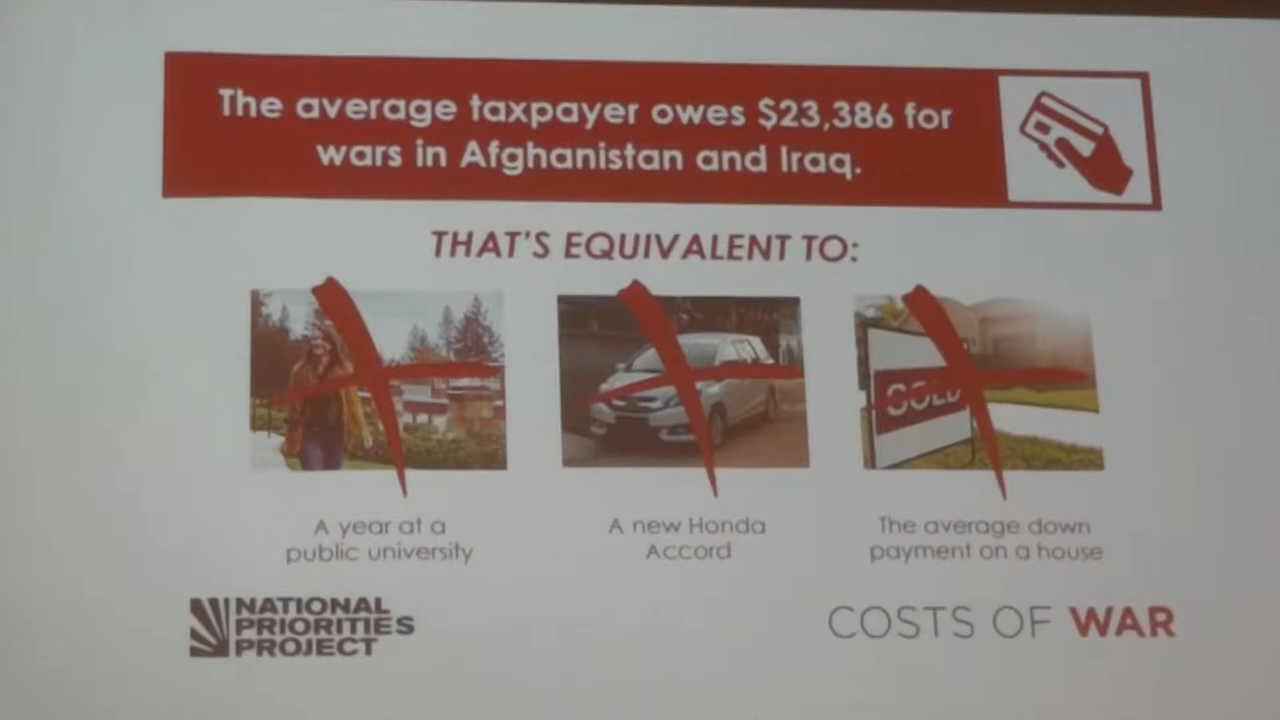 The average taxpayer owes $23,386 for
wars in Afghanistan and Iraq.
THAT'S EQUIVALENT TO:
SOLD
A year at a
public university
A new Honda
Accord
The average down
payment on a house
NATIONAL
PRIORITIES
PROJECT
COSTS OF WAR